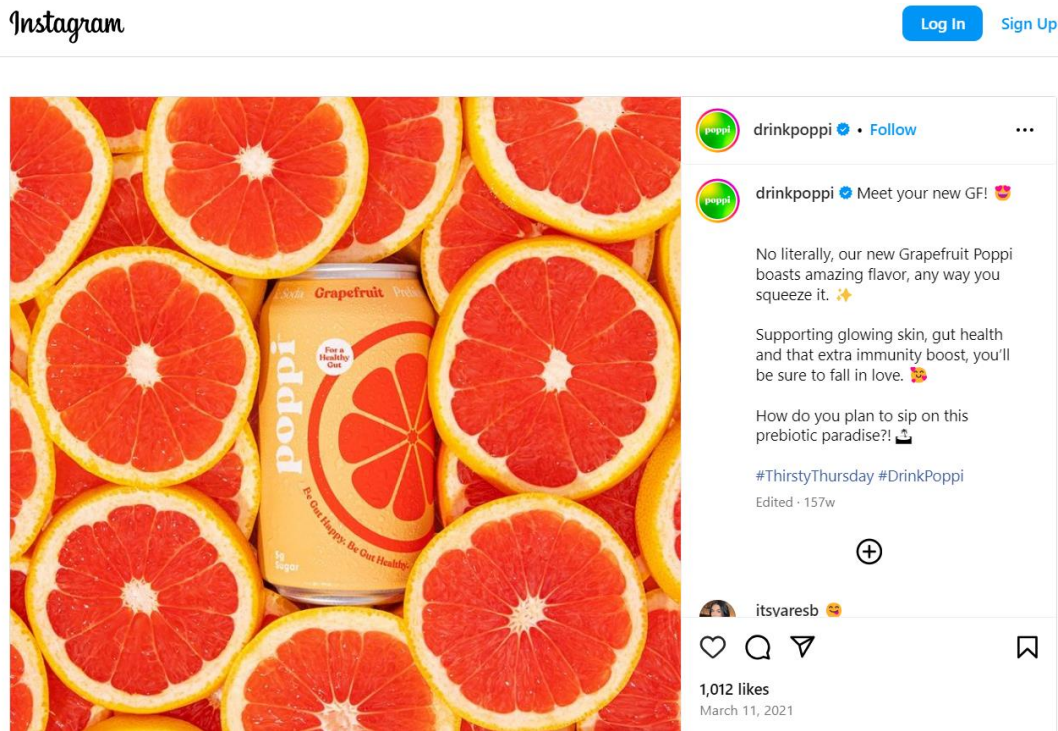 Instagram
Log In
Sign Up
poppi
drinkpoppi • Follow
poppi
drinkpoppi Meet your new GF! 😍
No literally, our new Grapefruit Poppi
boasts amazing flavor, any way you
squeeze it. ✨
Supporting glowing skin, gut health
and that extra immunity boost, you'll
be sure to fall in love. 🥰
How do you plan to sip on this
prebiotic paradise?! 🏝️
#ThirstyThursday #DrinkPoppi
Edited · 157w
itsyaresb 😋
1,012 likes
March 11, 2021
Soda Grapefruit
For a
Healthy
Gut
poppi
Be Gut Happy. Be Gut Healthy.
5g
Sugar